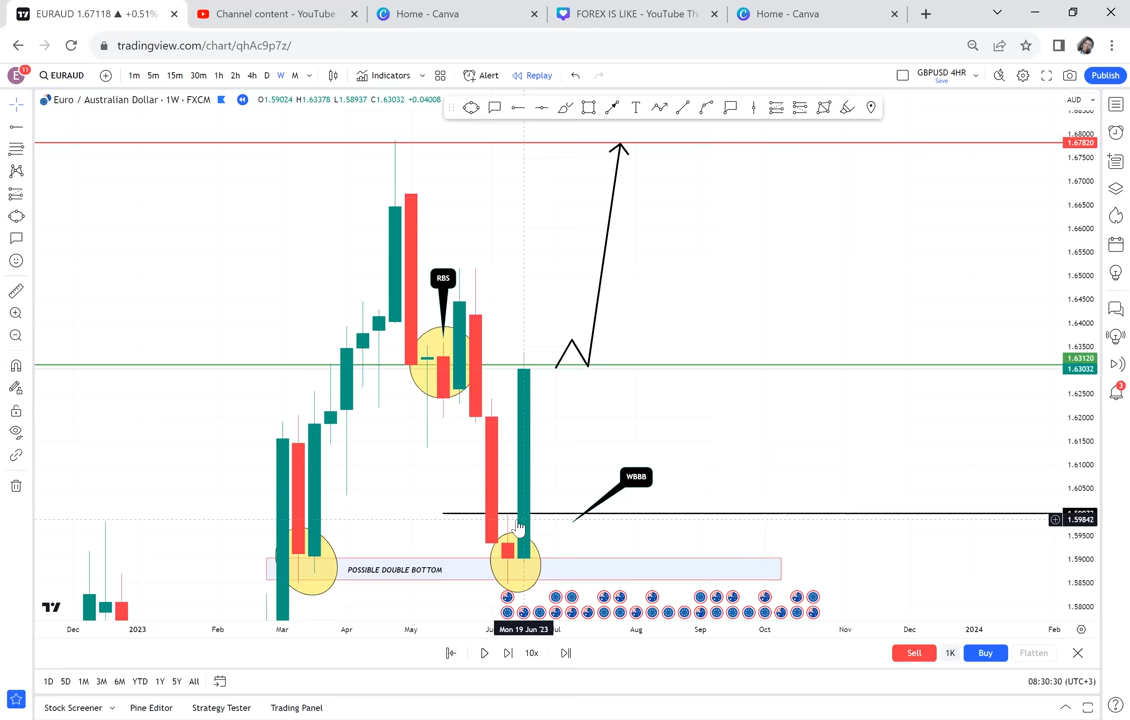 EURAUD 1.67118 ▲ +0.51%
Channel content - YouTube
Home - Canva
FOREX IS LIKE - YouTube Th
Home - Canva
tradingview.com/chart/qhAc9p7z/
E
11
EURAUD
1m 5m 15m 30m 1h 2h 4h D W M
Indicators
Alert
Replay
GBPUSD 4HR
Save
Publish
Euro / Australian Dollar · 1W · FXCM
O1.59024 H1.63378 L1.58937 C1.63032 +0.04008
AUD
1.68000
1.67820
1.67500
1.67000
1.66500
1.66000
1.65500
1.65000
RBS
1.64500
1.64000
1.63500
1.63120
1.63032
1.62500
1.62000
1.61500
1.61000
WBBB
1.60500
1.59842
1.59500
1.59000
POSSIBLE DOUBLE BOTTOM
1.58500
1.58000
Dec 2023 Feb Mar Apr May Mon 19 Jun '23 Jul Aug Sep Oct Nov Dec 2024 Feb
10x
Sell 1K Buy Flatten
1D 5D 1M 3M 6M YTD 1Y 5Y All
08:30:30 (UTC+3)
Stock Screener Pine Editor Strategy Tester Trading Panel
3